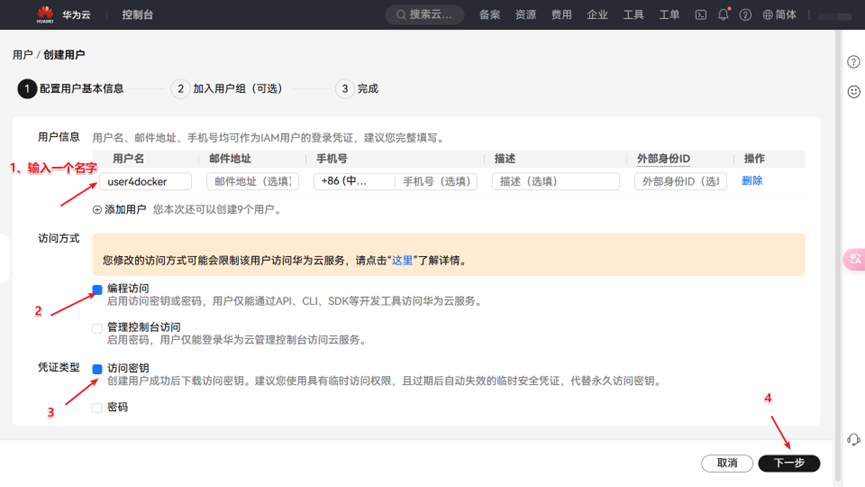 HUAWEI 华为云 控制台 搜索云... 备案 资源 费用 企业 工具 工单 简体
用户 / 创建用户
1 配置用户基本信息 2 加入用户组（可选） 3 完成
用户信息 用户名、邮件地址、手机号均可作为IAM用户的登录凭证，建议您完整填写。
用户名 邮件地址 手机号 描述 外部身份ID 操作
1、输入一个名字
user4docker 邮件地址（选填） +86 (中... 手机号（选填） 描述（选填） 外部身份ID（选填 删除
添加用户 您本次还可以创建9个用户。
访问方式
您修改的访问方式可能会限制该用户访问华为云服务，请点击“这里”了解详情。
编程访问
启用访问密钥或密码，用户仅能通过API、CLI、SDK等开发工具访问华为云服务。
2
管理控制台访问
启用密码，用户仅能登录华为云管理控制台访问云服务。
凭证类型 访问密钥
创建用户成功后下载访问密钥。建议您使用具有临时访问权限，且过期后自动失效的临时安全凭证，代替永久访问密钥。
3
密码
4
取消 下一步